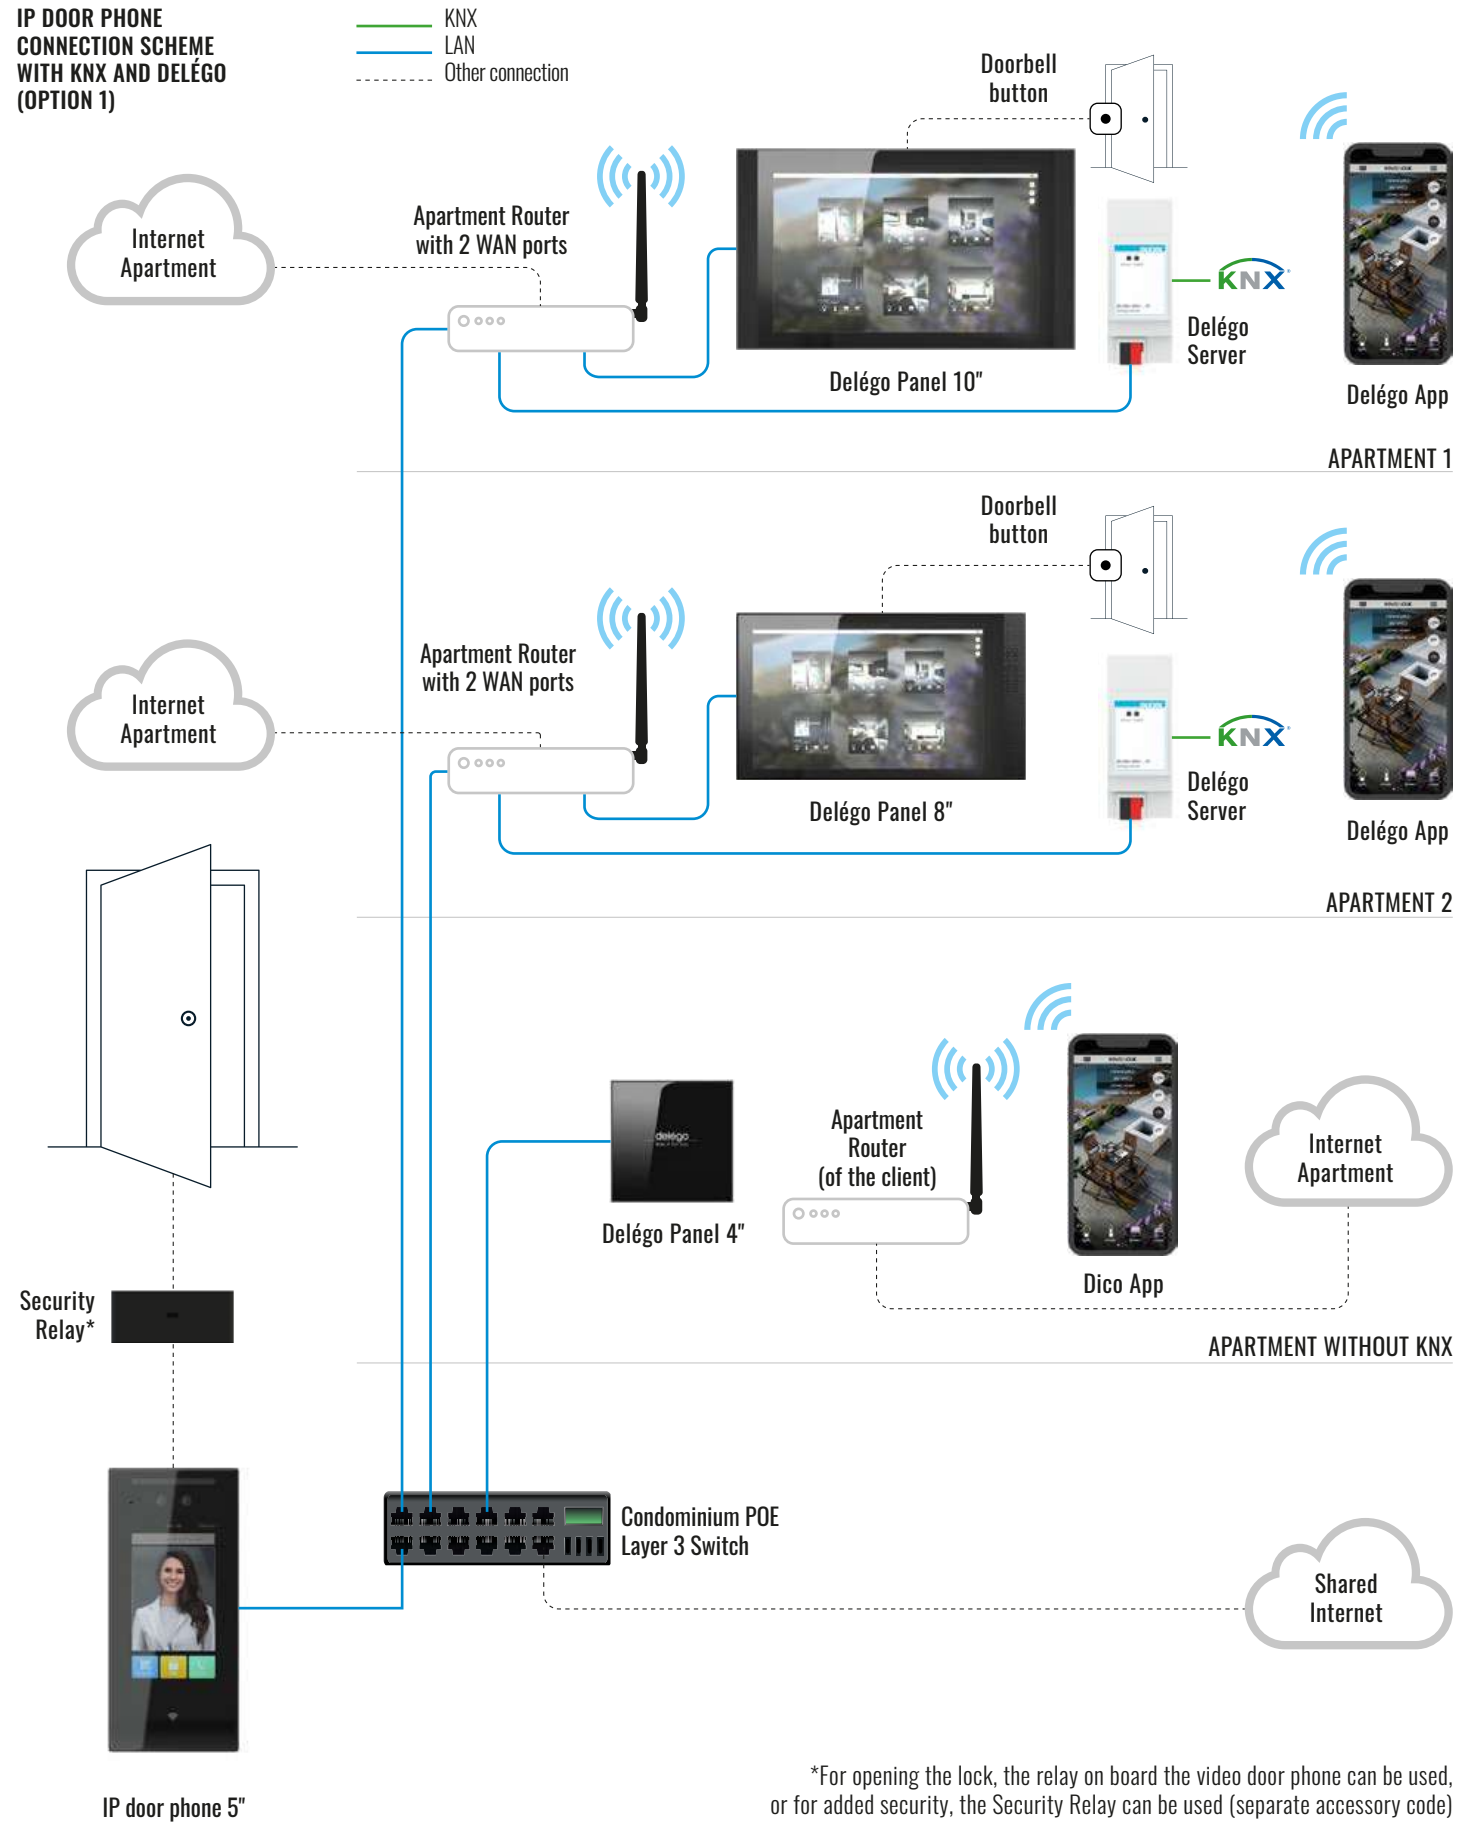 IP DOOR PHONE
CONNECTION SCHEME
WITH KNX AND DELÉGO
(OPTION 1)
KNX
LAN
Other connection
Doorbell
button
Internet
Apartment
Apartment Router
with 2 WAN ports
Delégo Panel 10"
KNX
Delégo
Server
Delégo App
APARTMENT 1
Doorbell
button
Internet
Apartment
Apartment Router
with 2 WAN ports
Delégo Panel 8"
KNX
Delégo
Server
Delégo App
APARTMENT 2
delégo
Delégo Panel 4"
Apartment
Router
(of the client)
Dico App
Internet
Apartment
APARTMENT WITHOUT KNX
Security
Relay*
Condominium POE
Layer 3 Switch
Shared
Internet
IP door phone 5"
*For opening the lock, the relay on board the video door phone can be used,
or for added security, the Security Relay can be used (separate accessory code)